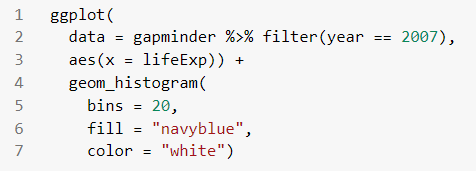 1 ggplot(
2 data = gapminder %>% filter(year == 2007),
3 aes(x = lifeExp)) +
4 geom_histogram(
5 bins = 20,
6 fill = "navyblue",
7 color = "white")